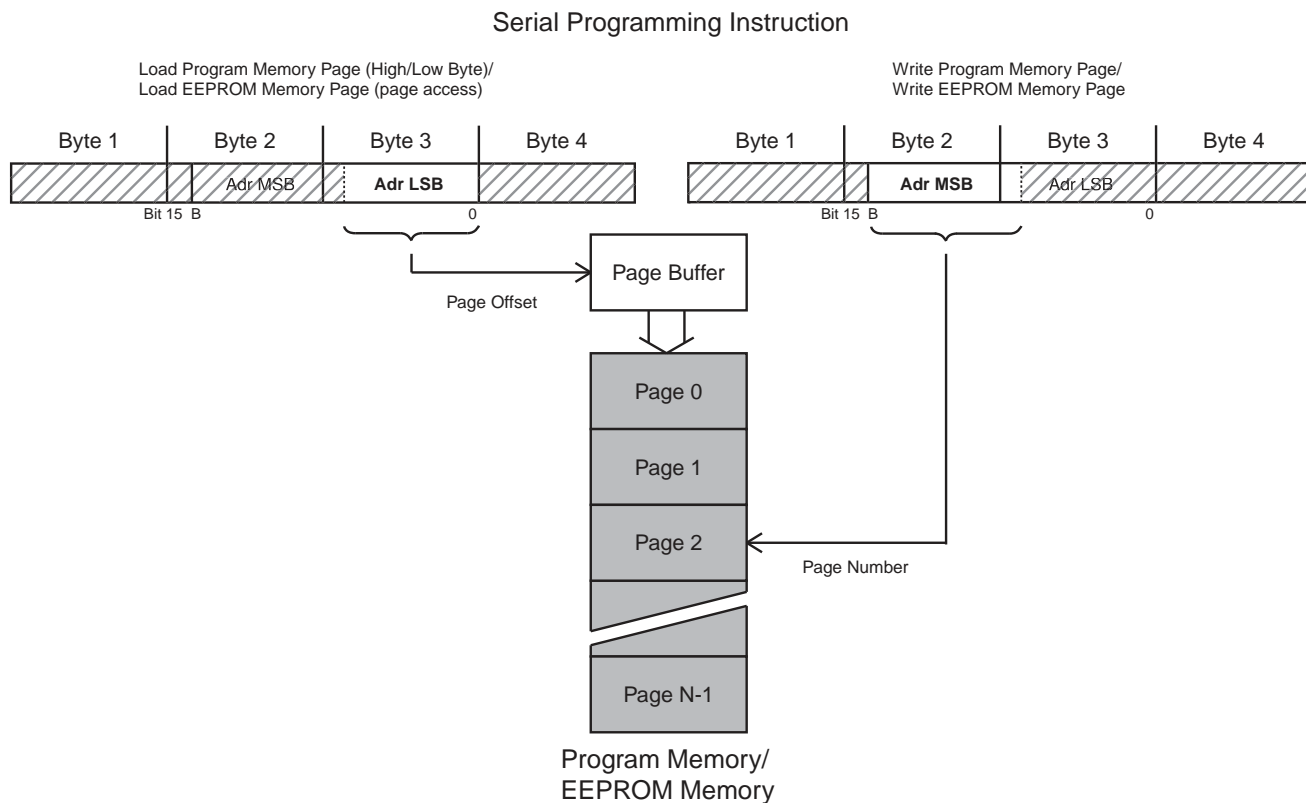 Serial Programming Instruction
Load Program Memory Page (High/Low Byte)/
Load EEPROM Memory Page (page access)
Write Program Memory Page/
Write EEPROM Memory Page
Byte 1 Byte 2 Byte 3 Byte 4
Byte 1 Byte 2 Byte 3 Byte 4
Adr MSB Adr LSB
Adr MSB Adr LSB
Bit 15 B 0
Bit 15 B 0
Page Buffer
Page Offset
Page 0
Page 1
Page 2
Page Number
Page N-1
Program Memory/
EEPROM Memory